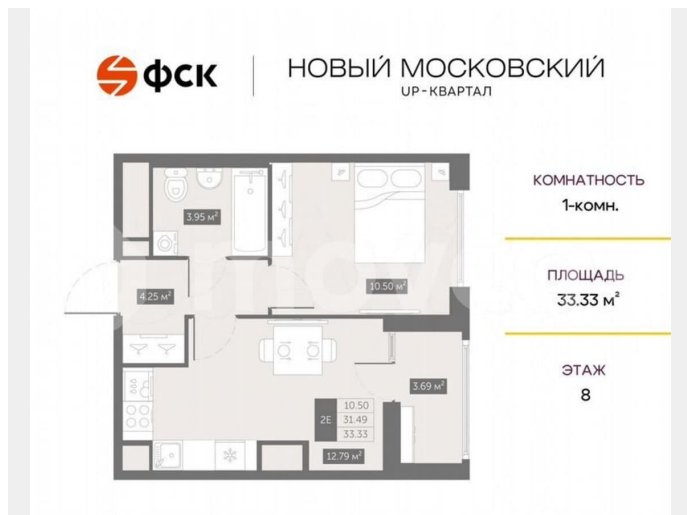 ФСК
НОВЫЙ МОСКОВСКИЙ
UP-КВАРТАЛ
КОМНАТНОСТЬ
1-комн.
ПЛОЩАДЬ
33.33 м²
ЭТАЖ
8
3.95 м²
4.25 м²
10.50 м²
3.69 м²
2Е
10.50
31.49
33.33
12.79 м²